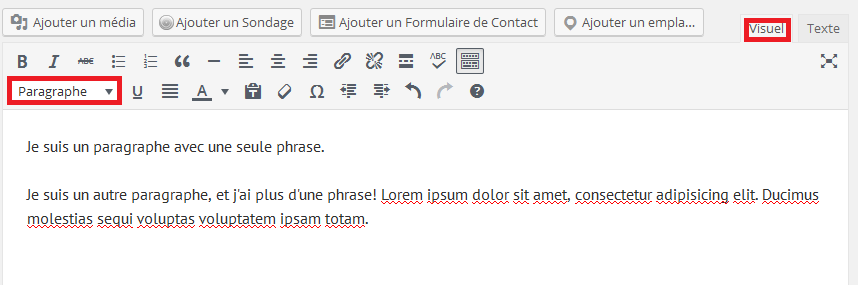 Ajouter un média Ajouter un Sondage Ajouter un Formulaire de Contact Ajouter un empla...
Visuel Texte
B I ABC ABC
Paragraphe U A T Ω ?
Je suis un paragraphe avec une seule phrase.
Je suis un autre paragraphe, et j'ai plus d'une phrase! Lorem ipsum dolor sit amet, consectetur adipisicing elit. Ducimus
molestias sequi voluptas voluptatem ipsam totam.